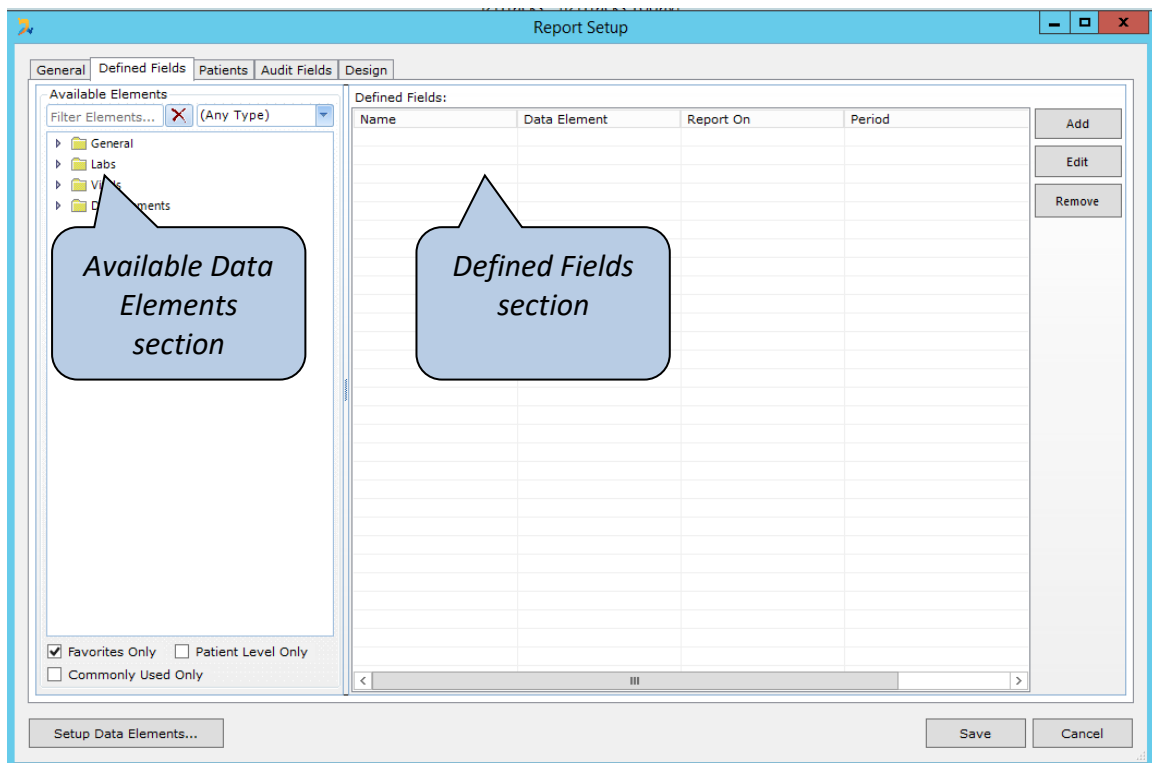 Report Setup
General Defined Fields Patients Audit Fields Design
Available Elements
Filter Elements... (Any Type)
General
Labs
Defined Fields:
Name Data Element Report On Period
Add
Edit
Remove
Available Data
Elements
section
Defined Fields
section
Favorites Only Patient Level Only
Commonly Used Only
Setup Data Elements...
Save Cancel